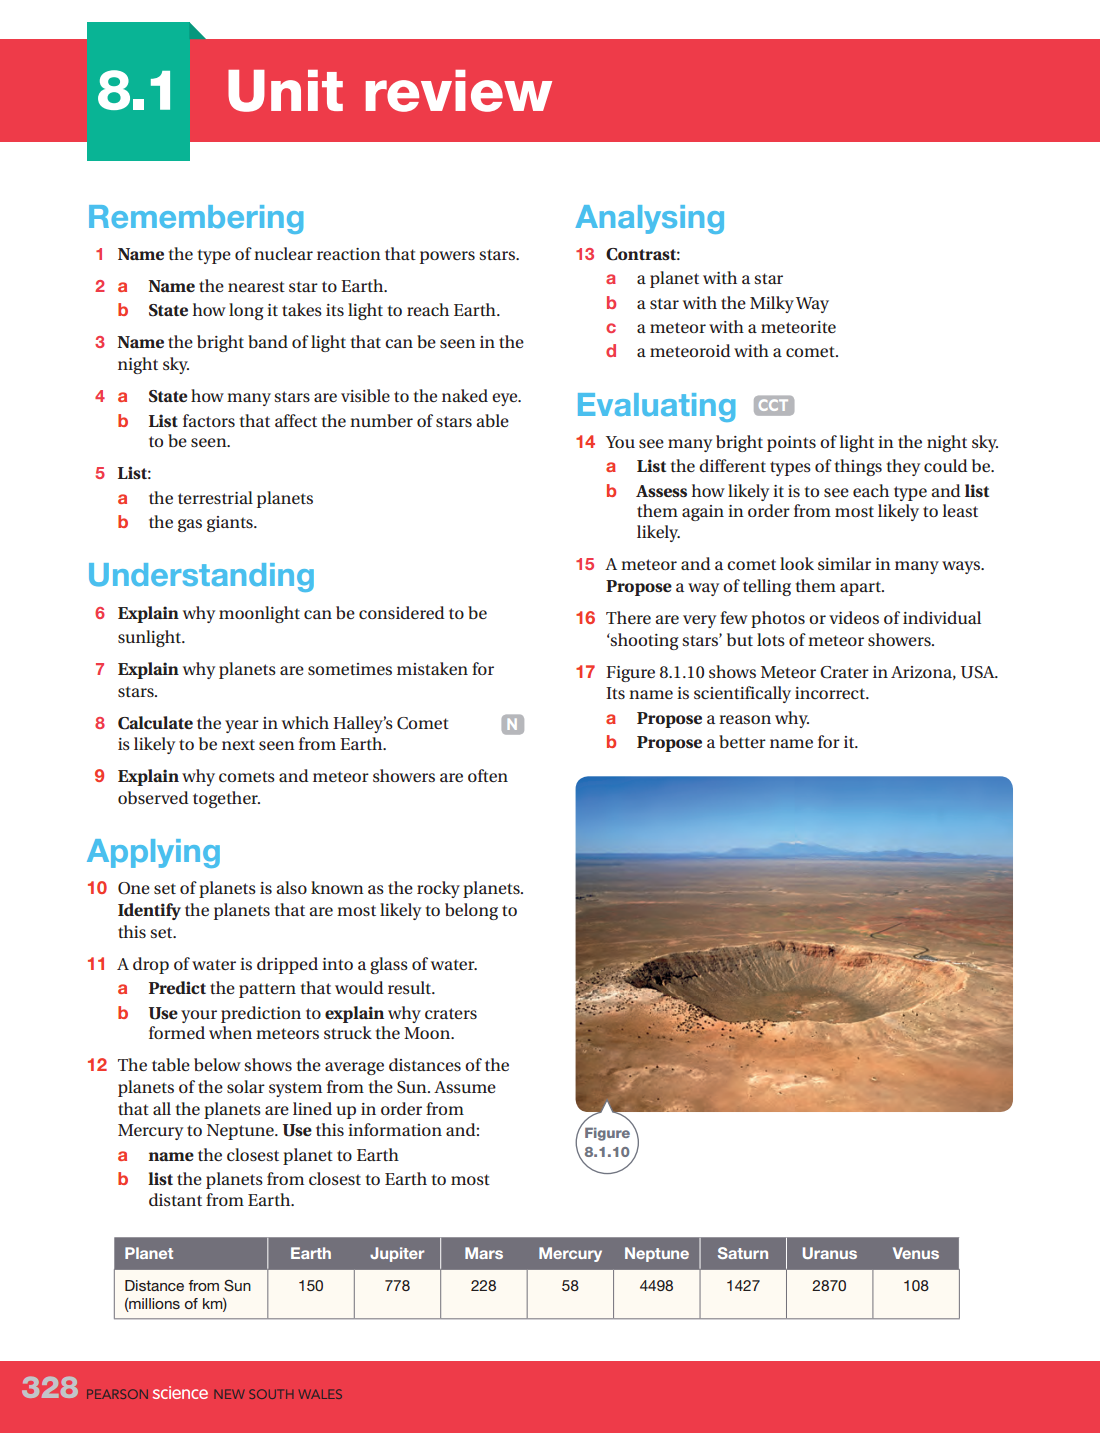 8.1 Unit review
Remembering
1 Name the type of nuclear reaction that powers stars.
2 a Name the nearest star to Earth.
b State how long it takes its light to reach Earth.
3 Name the bright band of light that can be seen in the
night sky.
4 a State how many stars are visible to the naked eye.
b List factors that affect the number of stars able
to be seen.
5 List:
a the terrestrial planets
b the gas giants.
Understanding
6 Explain why moonlight can be considered to be
sunlight.
7 Explain why planets are sometimes mistaken for
stars.
8 Calculate the year in which Halley's Comet N
is likely to be next seen from Earth.
9 Explain why comets and meteor showers are often
observed together.
Applying
10 One set of planets is also known as the rocky planets.
Identify the planets that are most likely to belong to
this set.
11 A drop of water is dripped into a glass of water.
a Predict the pattern that would result.
b Use your prediction to explain why craters
formed when meteors struck the Moon.
12 The table below shows the average distances of the
planets of the solar system from the Sun. Assume
that all the planets are lined up in order from
Mercury to Neptune. Use this information and:
a name the closest planet to Earth
b list the planets from closest to Earth to most
distant from Earth.
Analysing
13 Contrast:
a a planet with a star
b a star with the Milky Way
c a meteor with a meteorite
d a meteoroid with a comet.
Evaluating CCT
14 You see many bright points of light in the night sky.
a List the different types of things they could be.
b Assess how likely it is to see each type and list
them again in order from most likely to least
likely.
15 A meteor and a comet look similar in many ways.
Propose a way of telling them apart.
16 There are very few photos or videos of individual
'shooting stars' but lots of meteor showers.
17 Figure 8.1.10 shows Meteor Crater in Arizona, USA.
Its name is scientifically incorrect.
a Propose a reason why.
b Propose a better name for it.
Figure
8.1.10
Planet Earth Jupiter Mars Mercury Neptune Saturn Uranus Venus
Distance from Sun 150 778 228 58 4498 1427 2870 108
(millions of km)
328 PEARSON science NEW SOUTH WALES